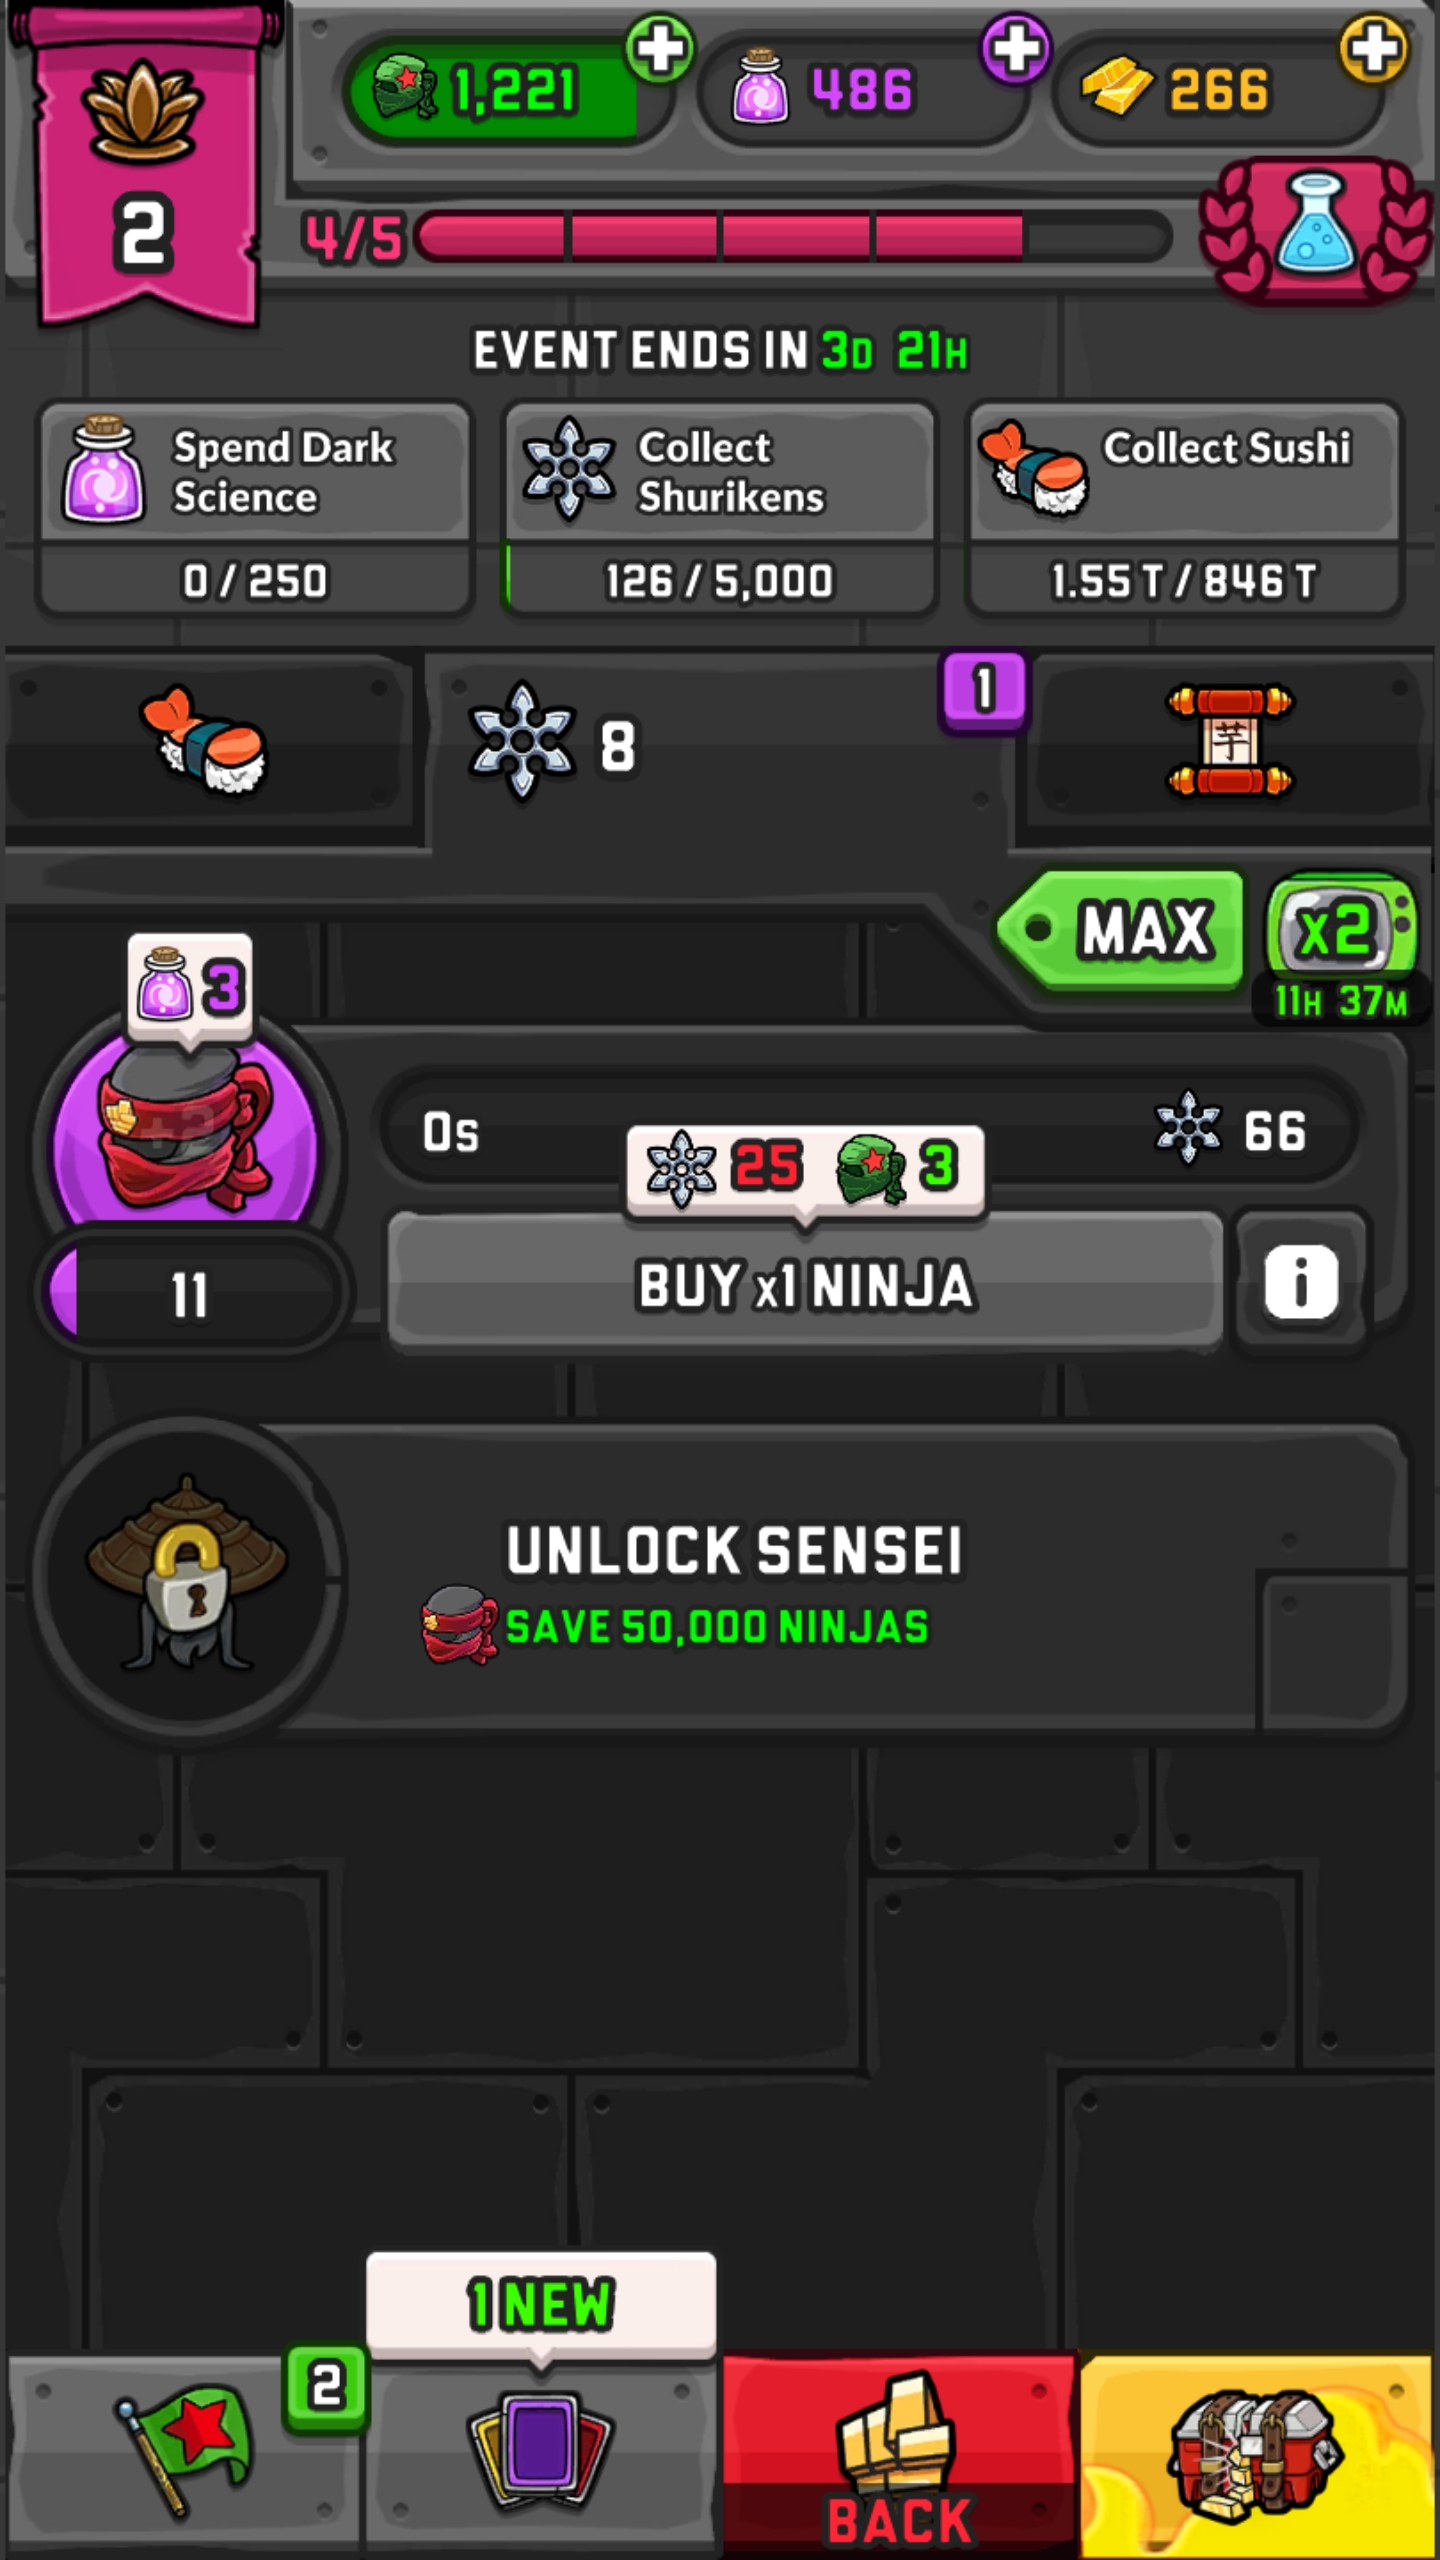 1,221
486
266
2
4/5
EVENT ENDS IN 3D 21H
Spend Dark
Science
0 / 250
Collect
Shurikens
126 / 5,000
Collect Sushi
1.55 T / 846 T
8
1
芋
MAX
x2
11H 37M
3
+2
0s
66
25
3
11
BUY x1 NINJA
i
UNLOCK SENSEI
SAVE 50,000 NINJAS
1 NEW
2
BACK